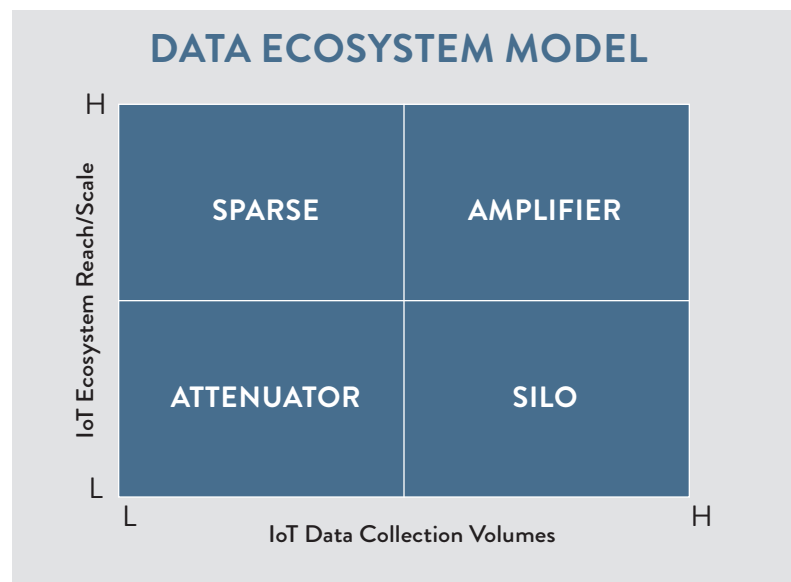 DATA ECOSYSTEM MODEL
H
IoT Ecosystem Reach/Scale
SPARSE
AMPLIFIER
ATTENUATOR
SILO
L
L
H
IoT Data Collection Volumes